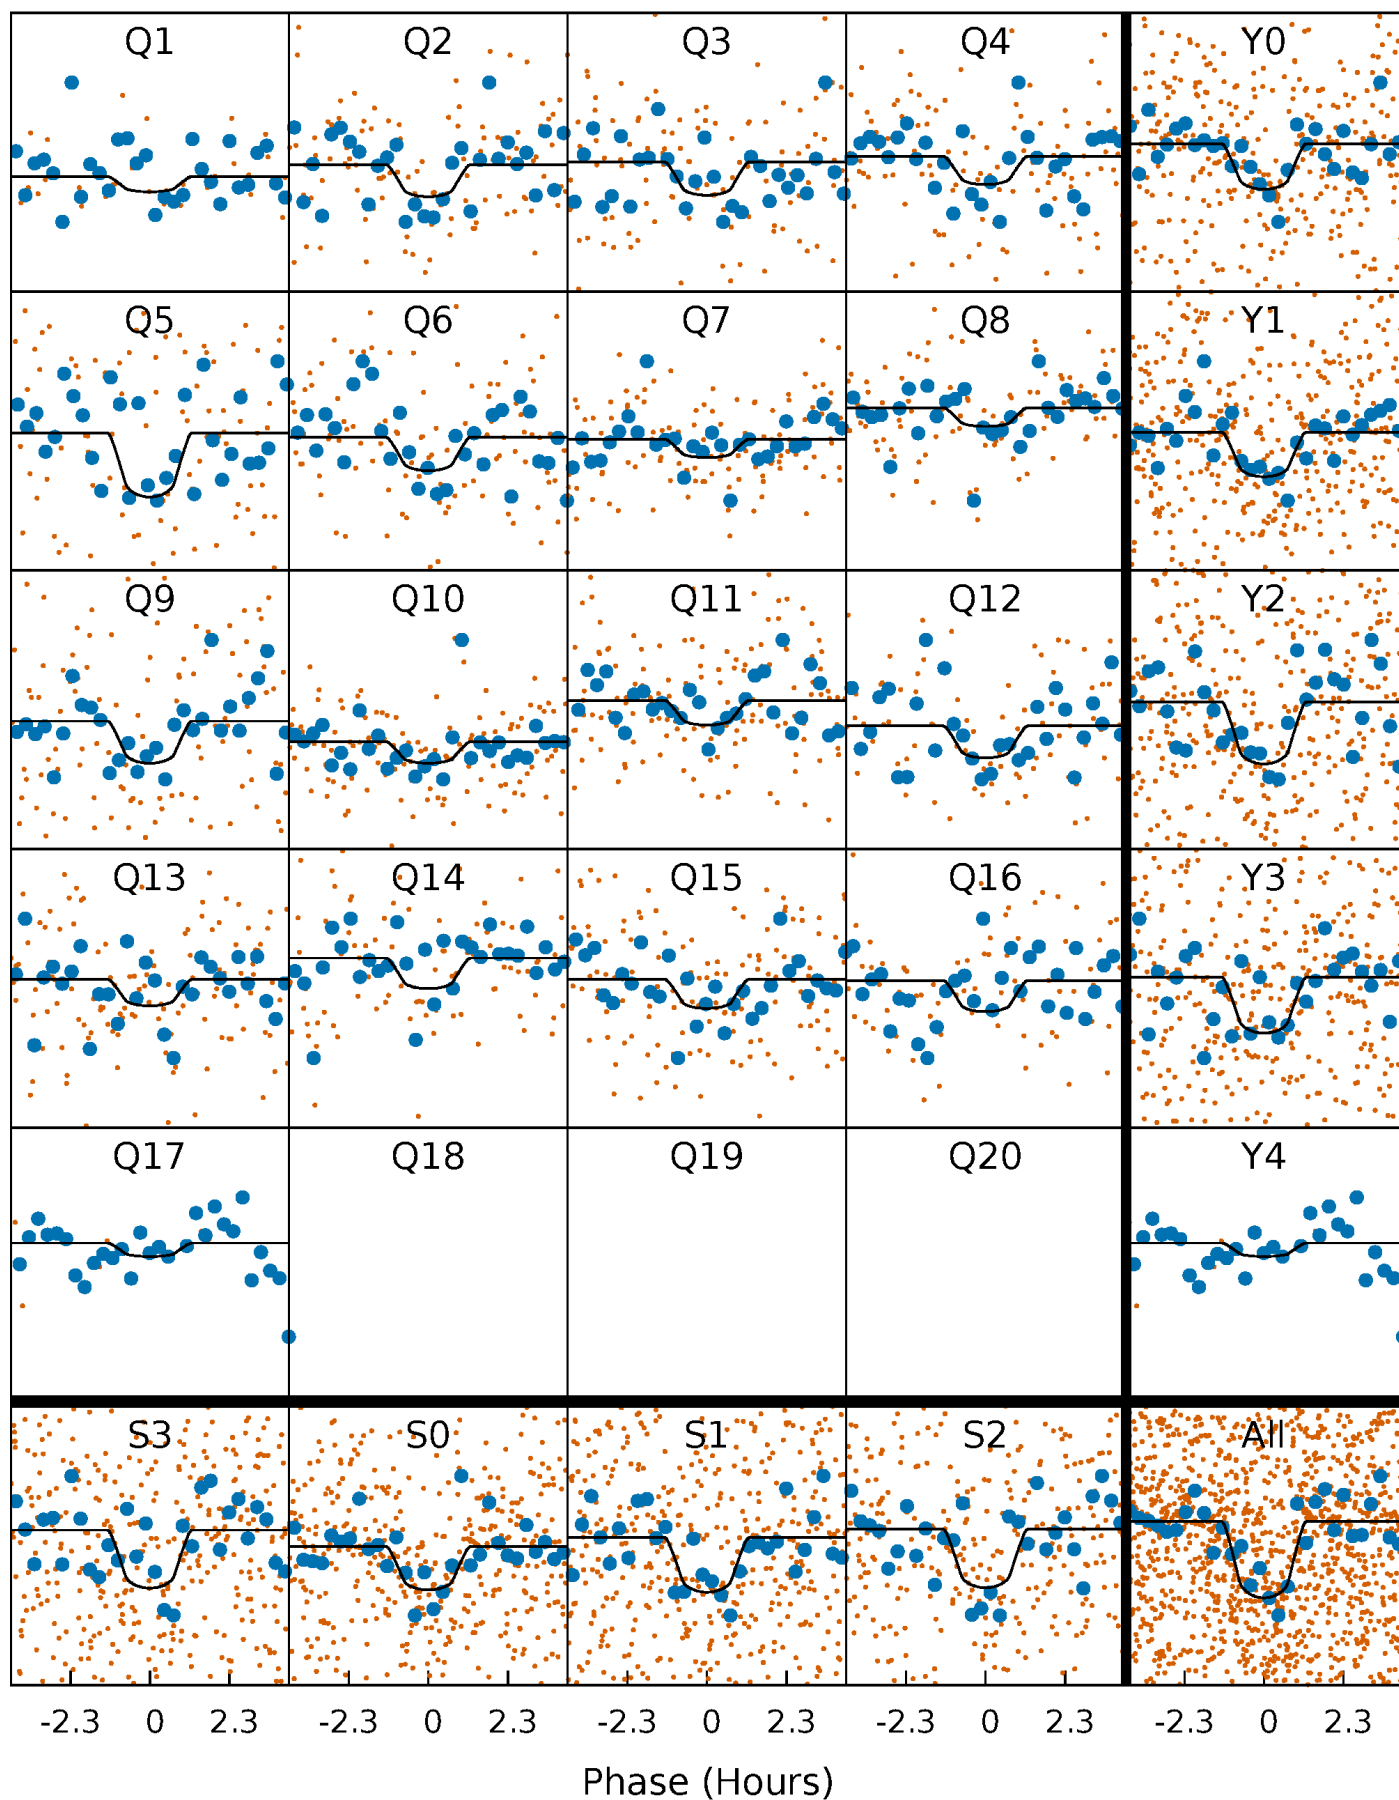 Q1 Q2 Q3 Q4 Y0
Q5 Q6 Q7 Q8 Y1
Q9 Q10 Q11 Q12 Y2
Q13 Q14 Q15 Q16 Y3
Q17 Q18 Q19 Q20 Y4
S3 S0 S1 S2 All
-2.3 0 2.3 -2.3 0 2.3 -2.3 0 2.3 -2.3 0 2.3 -2.3 0 2.3
Phase (Hours)